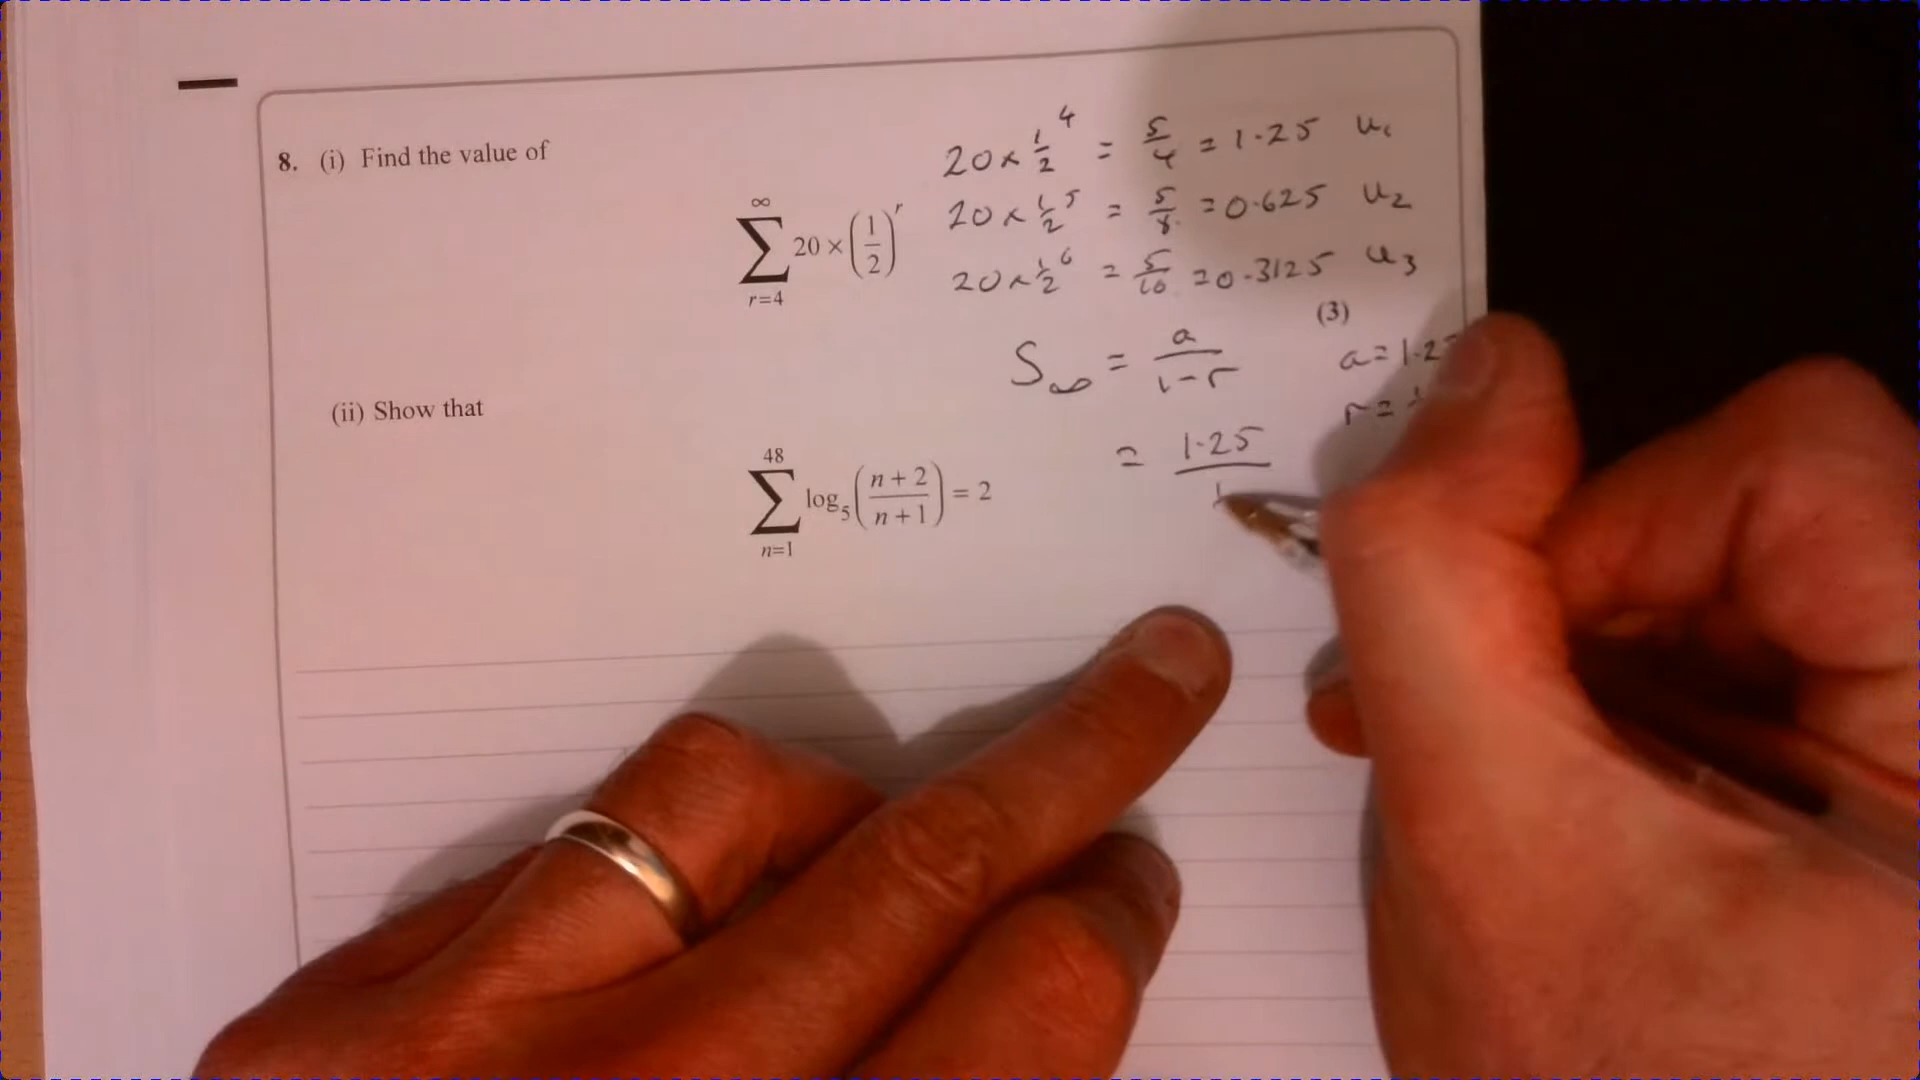 8. (i) Find the value of
∞
∑ 20 × (1/2)^r
r=4
20 × 1/2^4 = 5/4 = 1.25 u₁
20 × 1/2^5 = 5/8 = 0.625 u₂
20 × 1/2^6 = 5/16 = 0.3125 u₃
(3)
S∞ = a/(1-r)
a = 1.2
r =
= 1.25
(ii) Show that
48
∑ log₅((n + 2)/(n + 1)) = 2
n=1